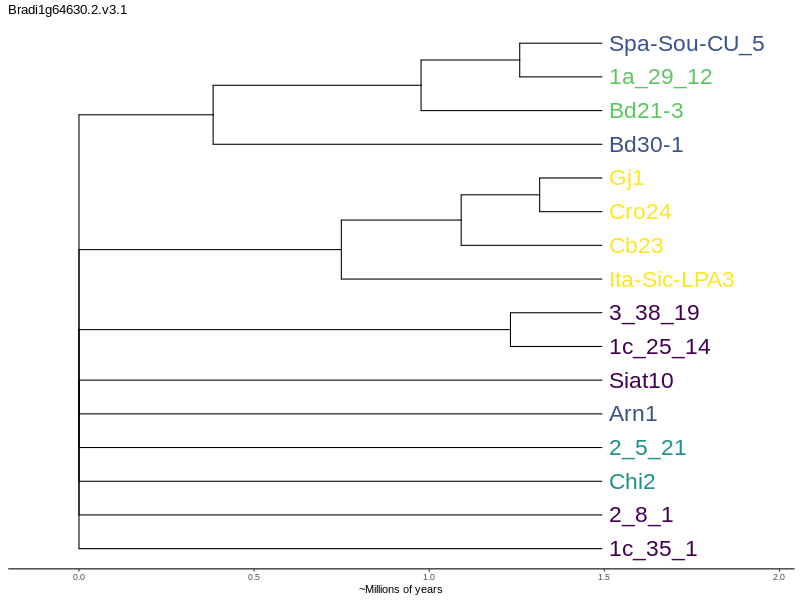 Bradi1g64630.2.v3.1
Spa-Sou-CU_5
1a_29_12
Bd21-3
Bd30-1
Gj1
Cro24
Cb23
Ita-Sic-LPA3
3_38_19
1c_25_14
Siat10
Arn1
2_5_21
Chi2
2_8_1
1c_35_1
0.0 0.5 1.0 1.5 2.0
~Millions of years